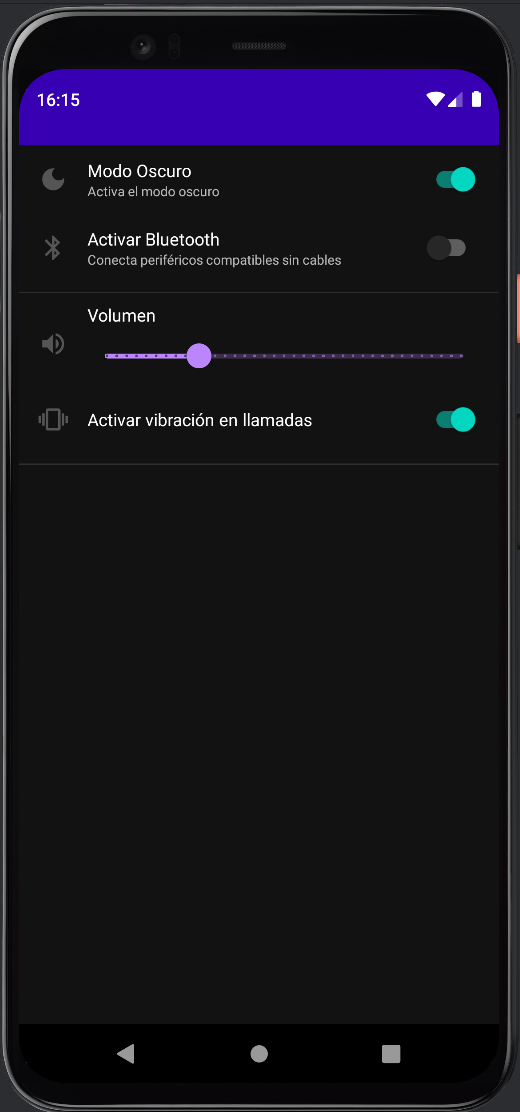 16:15
Modo Oscuro
Activa el modo oscuro
Activar Bluetooth
Conecta periféricos compatibles sin cables
Volumen
Activar vibración en llamadas